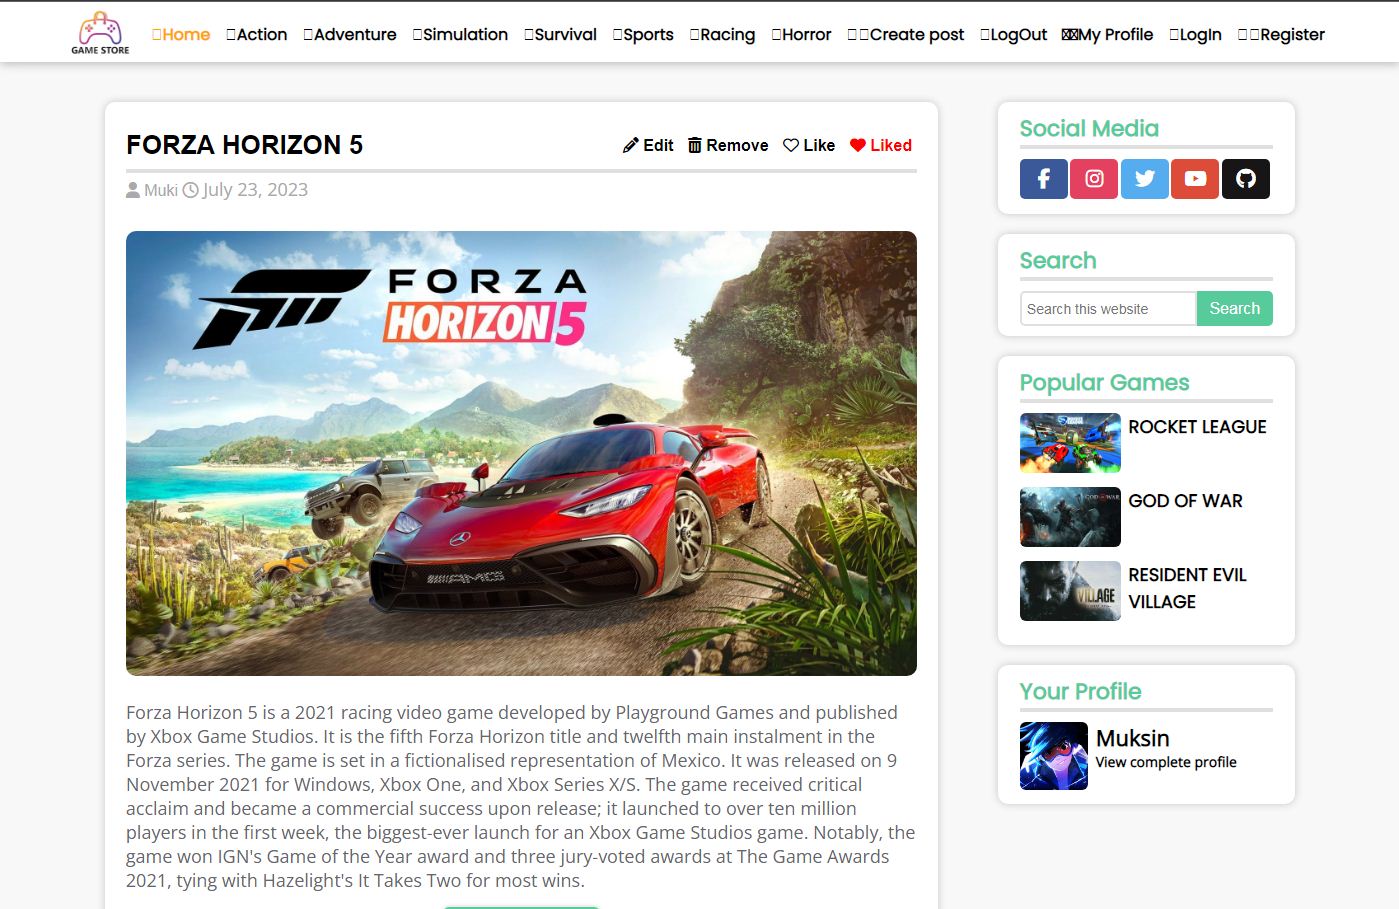 GAME STORE
Home Action Adventure Simulation Survival Sports Racing Horror Create post LogOut My Profile LogIn Register
FORZA HORIZON 5
Edit Remove Like Liked
Muki July 23, 2023
FORZA
HORIZON 5
Forza Horizon 5 is a 2021 racing video game developed by Playground Games and published
by Xbox Game Studios. It is the fifth Forza Horizon title and twelfth main instalment in the
Forza series. The game is set in a fictionalised representation of Mexico. It was released on 9
November 2021 for Windows, Xbox One, and Xbox Series X/S. The game received critical
acclaim and became a commercial success upon release; it launched to over ten million
players in the first week, the biggest-ever launch for an Xbox Game Studios game. Notably, the
game won IGN's Game of the Year award and three jury-voted awards at The Game Awards
2021, tying with Hazelight's It Takes Two for most wins.
Social Media
Search
Search this website Search
Popular Games
ROCKET LEAGUE
GOD OF WAR
GOD OF WAR
RESIDENT EVIL
VILLAGE
VILLAGE
Your Profile
Muksin
View complete profile